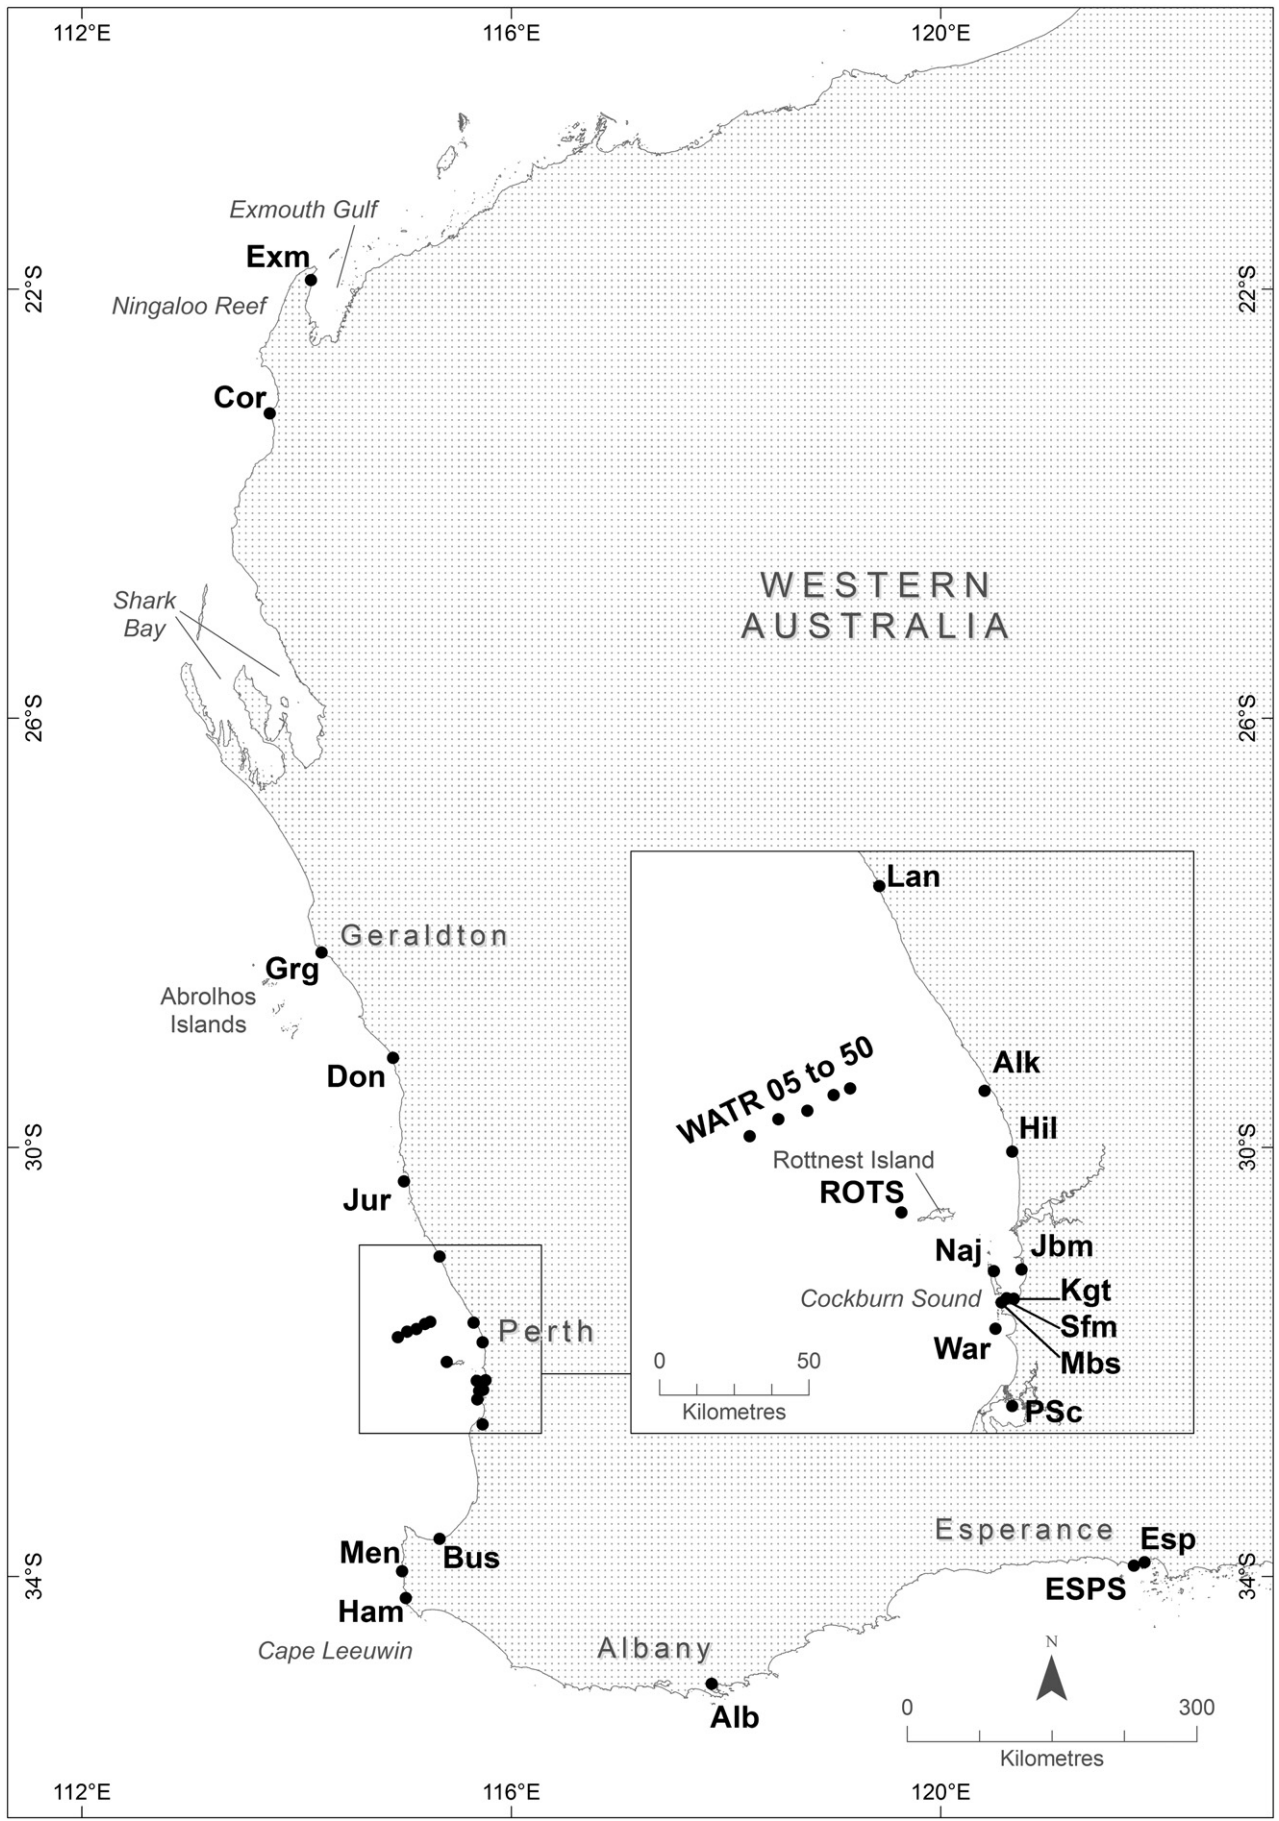 112°E 116°E 120°E
Exmouth Gulf
Exm
22°S 22°S
Ningaloo Reef
Cor
WESTERN
AUSTRALIA
Shark
Bay
26°S 26°S
Lan
Geraldton
Grg
Abrolhos
Islands
Don
WATR 05 to 50
Alk
Hil
30°S 30°S
Rottnest Island
ROTS
Jur
Naj
Jbm
Cockburn Sound
Kgt
Sfm
War
Mbs
Perth
0 50
Kilometres
PSc
Esperance
Esp
ESPS
Men
Bus
34°S 34°S
Ham
Cape Leeuwin
Albany
Alb
N
0 300
Kilometres
112°E 116°E 120°E